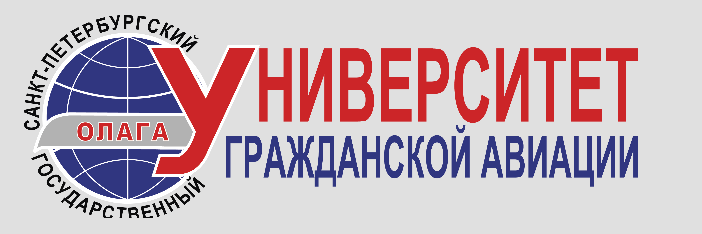 САНКТ-ПЕТЕРБУРГСКИЙ
ГОСУДАРСТВЕННЫЙ
ОЛАГА
УНИВЕРСИТЕТ
ГРАЖДАНСКОЙ АВИАЦИИ